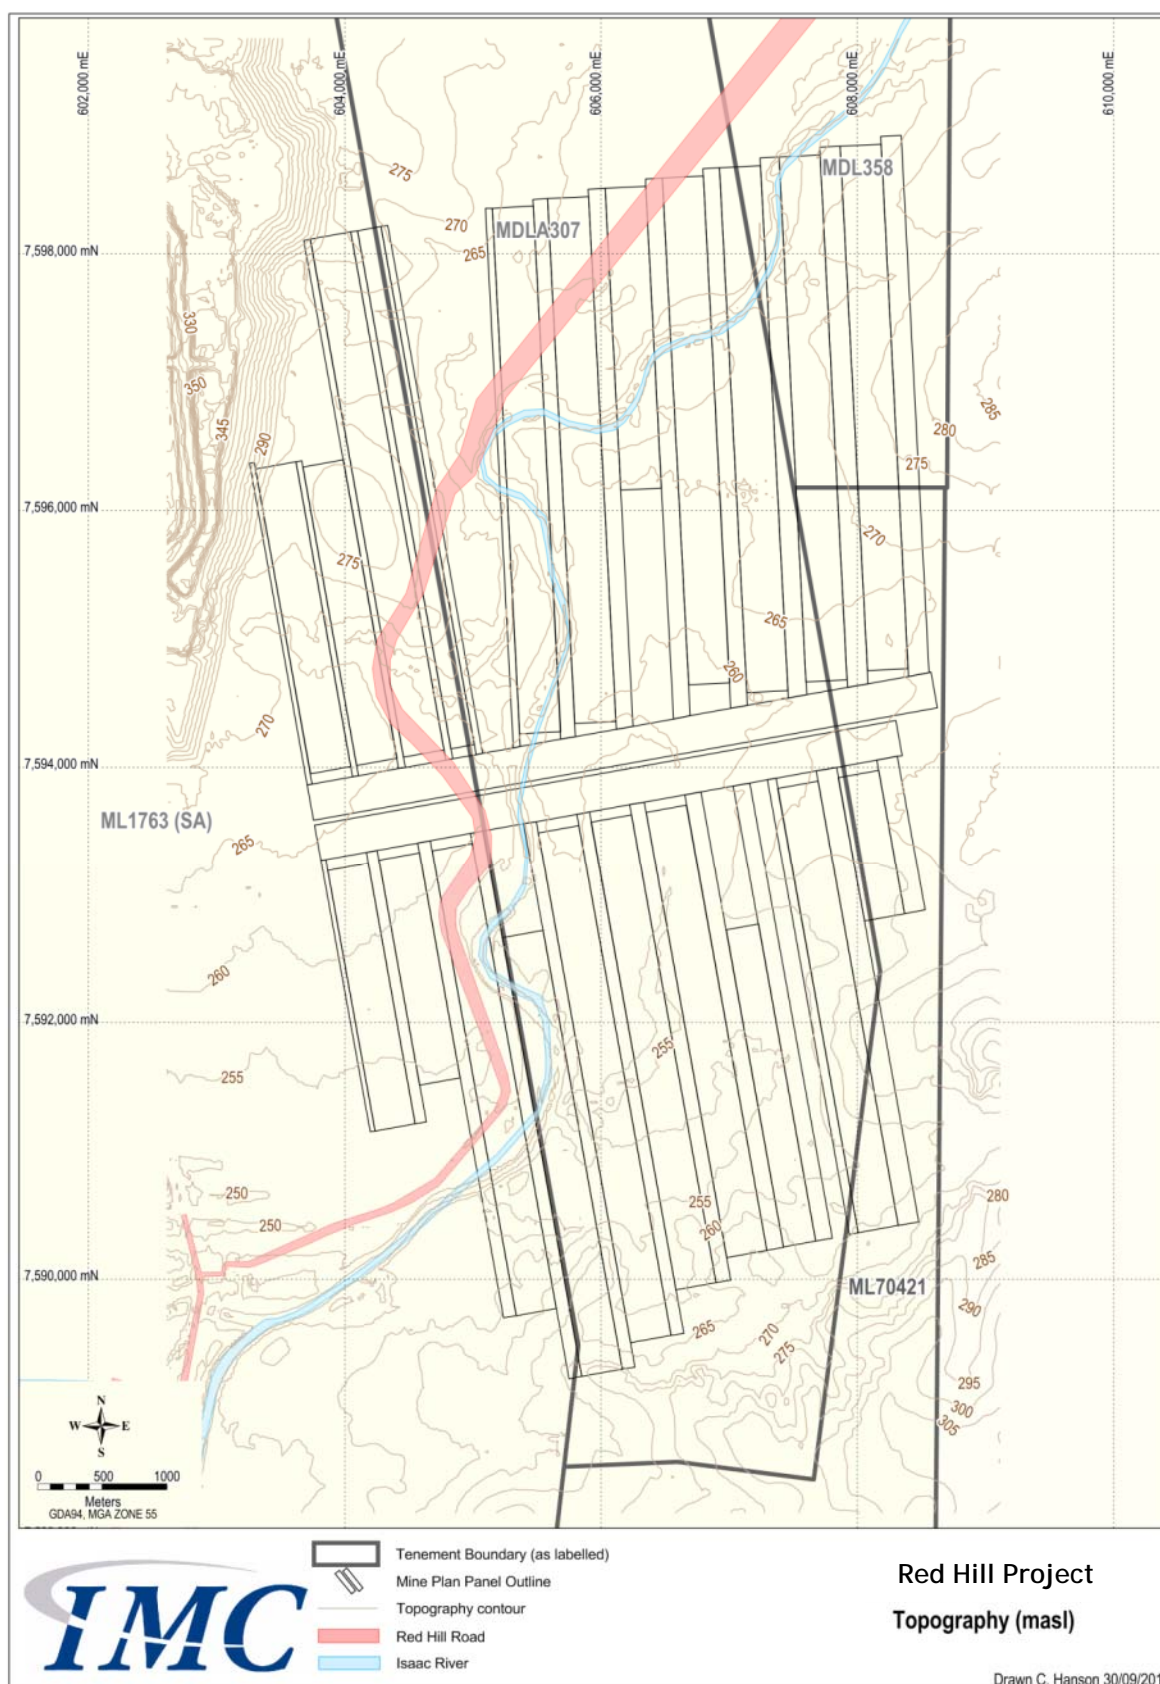 602,000 mE
604,000 mE
606,000 mE
608,000 mE
610,000 mE
MDL358
275
270
MDLA307
265
7,598,000 mN
330
350
345
290
285
280
275
7,596,000 mN
270
275
265
260
270
7,594,000 mN
ML1763 (SA)
265
260
7,592,000 mN
255
255
250
255
280
250
260
285
7,590,000 mN
ML70421
290
265
270
275
295
300
305
N
W E
S
0 500 1000
Meters
GDA94, MGA ZONE 55
IMC
Tenement Boundary (as labelled)
Mine Plan Panel Outline
Topography contour
Red Hill Road
Isaac River
Red Hill Project
Topography (masl)
Drawn C. Hanson 30/09/201